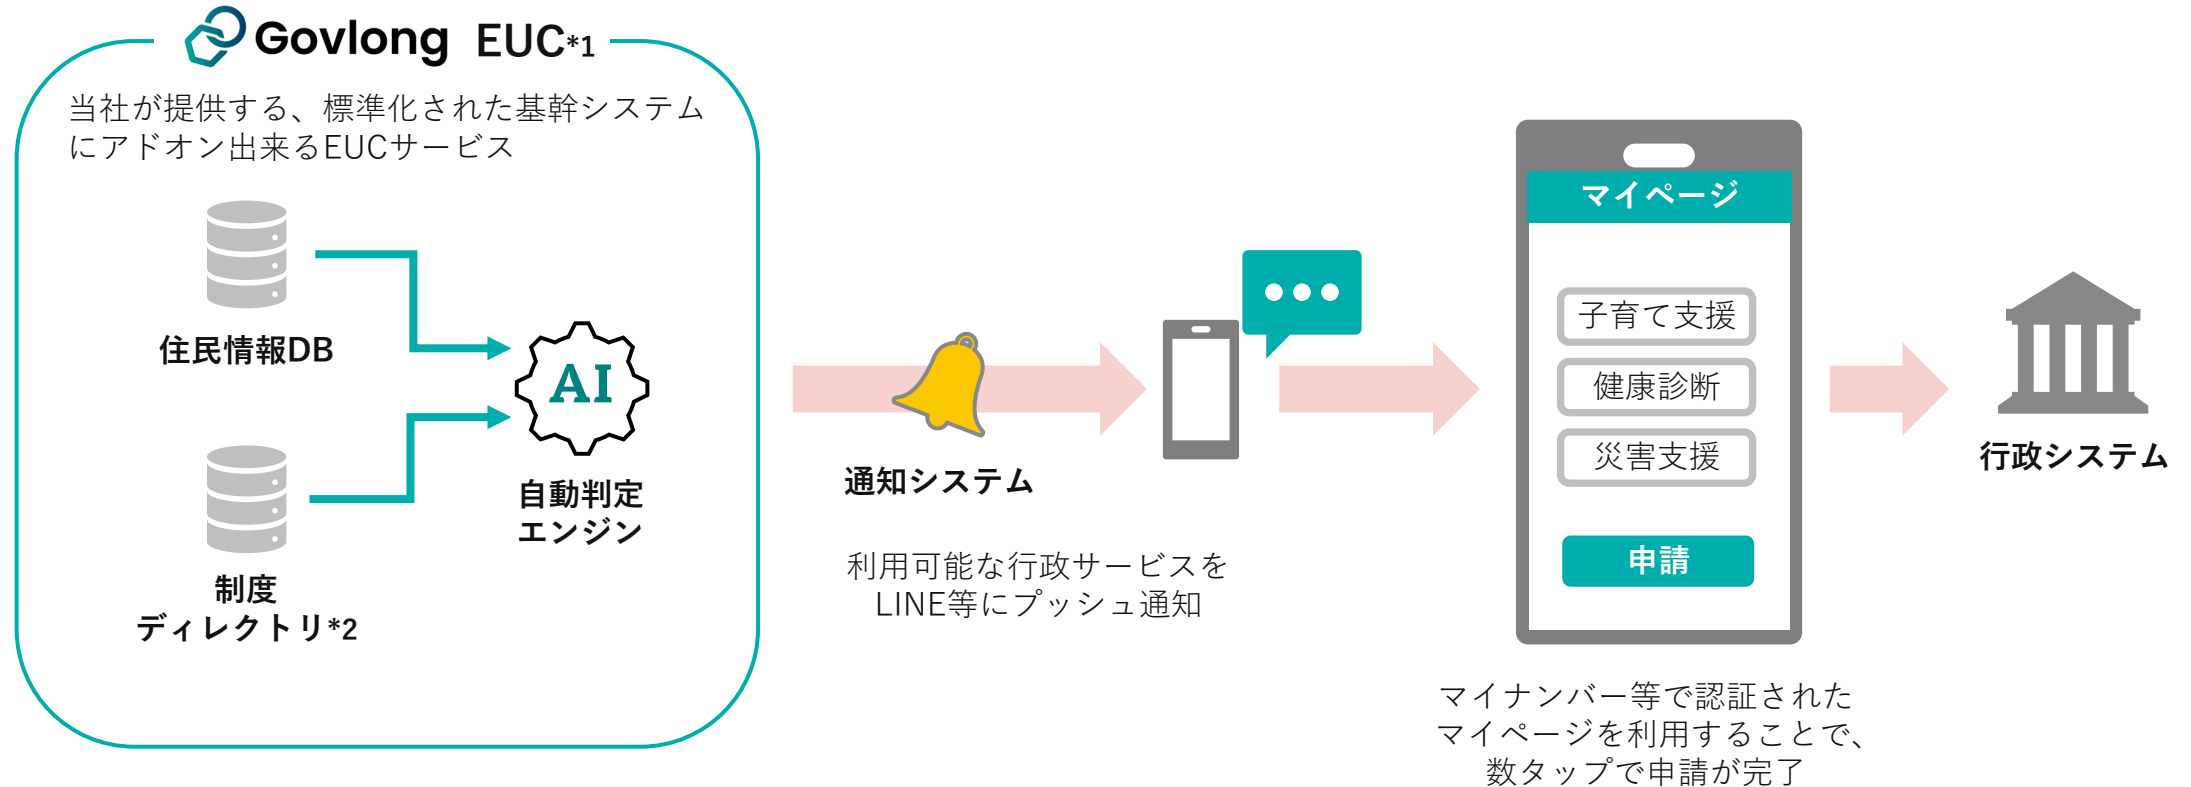 Govlong EUC*1
当社が提供する、標準化された基幹システム
にアドオン出来るEUCサービス
住民情報DB
AI
自動判定
エンジン
制度
ディレクトリ*2
通知システム
利用可能な行政サービスを
LINE等にプッシュ通知
マイページ
子育て支援
健康診断
災害支援
申請
マイナンバー等で認証された
マイページを利用することで、
数タップで申請が完了
行政システム